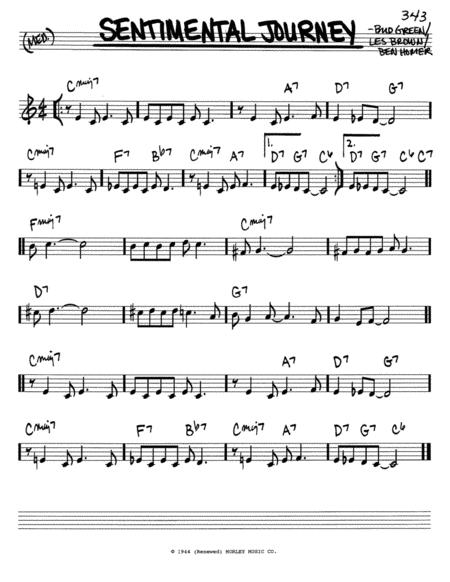 343
(MED.) SENTIMENTAL JOURNEY -BUD GREEN/
LES BROWN/
BEN HOMER
Cmaj7 A7 D7 G7
Cmaj7 F7 Bb7 Cmaj7 A7 1. D7 G7 C6 2. D7 G7 C6 C7
Fmaj7 Cmaj7
D7 G7
Cmaj7 A7 D7 G7
Cmaj7 F7 Bb7 Cmaj7 A7 D7 G7 C6
© 1944 (Renewed) MORLEY MUSIC CO.